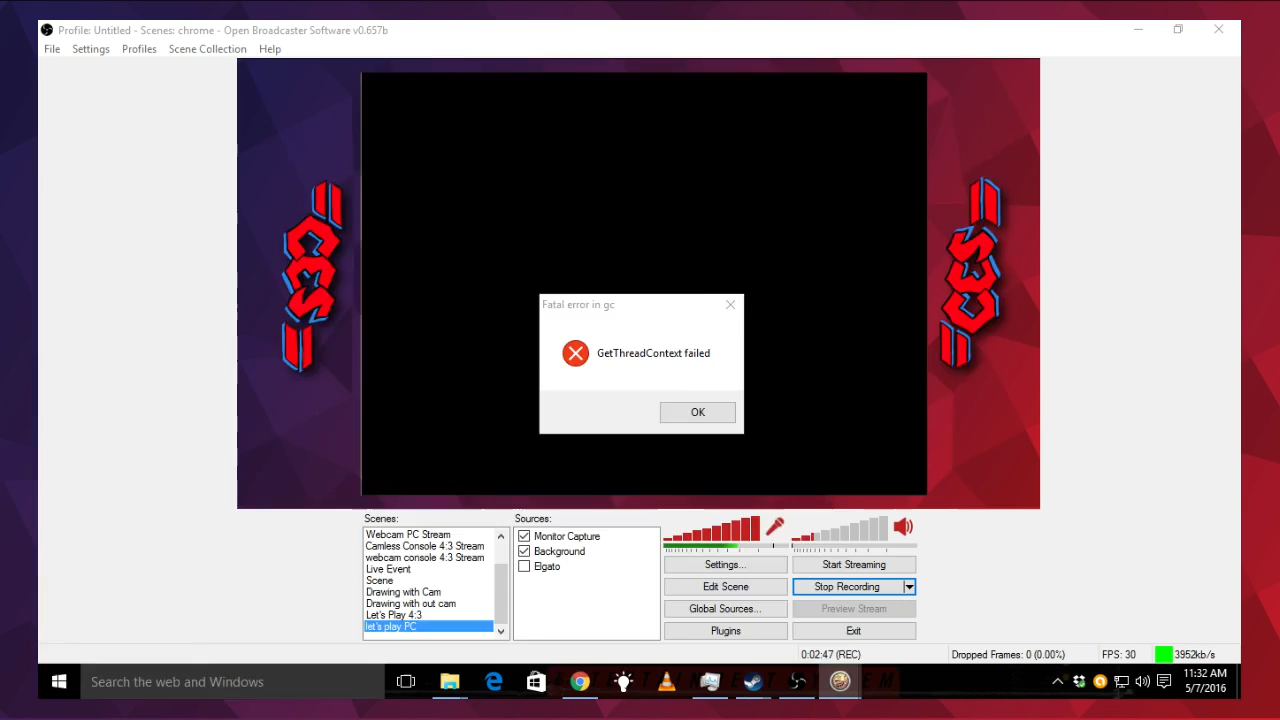 Profile: Untitled - Scenes: chrome - Open Broadcaster Software v0.657b
File Settings Profiles Scene Collection Help
CES
CES
Fatal error in gc
GetThreadContext failed
OK
Scenes:
Webcam PC Stream
Camless Console 4:3 Stream
webcam console 4:3 Stream
Live Event
Scene
Drawing with Cam
Drawing with out cam
Let's Play 4:3
let's play PC
Sources:
Monitor Capture
Background
Elgato
Settings...
Start Streaming
Edit Scene
Stop Recording
Global Sources...
Preview Stream
Plugins
Exit
0:02:47 (REC)
Dropped Frames: 0 (0.00%)
FPS: 30
3952kb/s
Search the web and Windows
11:32 AM
5/7/2016